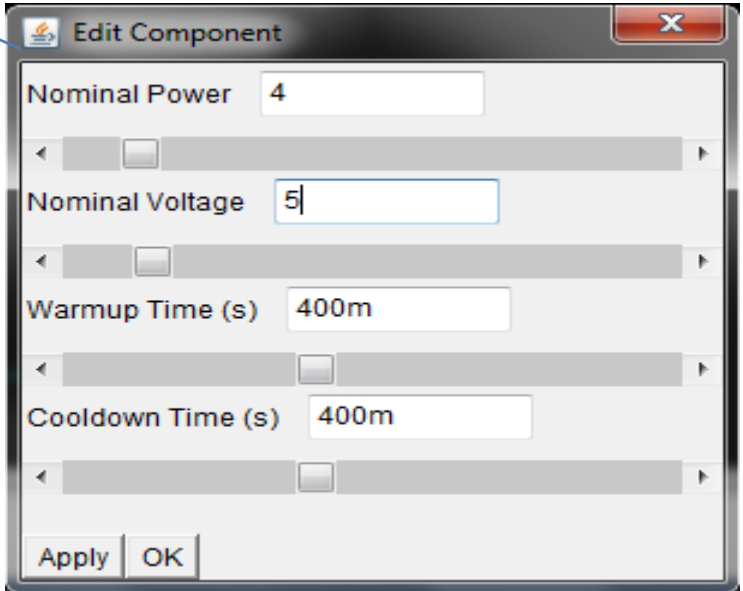 Edit Component
Nominal Power 4
Nominal Voltage 5
Warmup Time (s) 400m
Cooldown Time (s) 400m
Apply OK